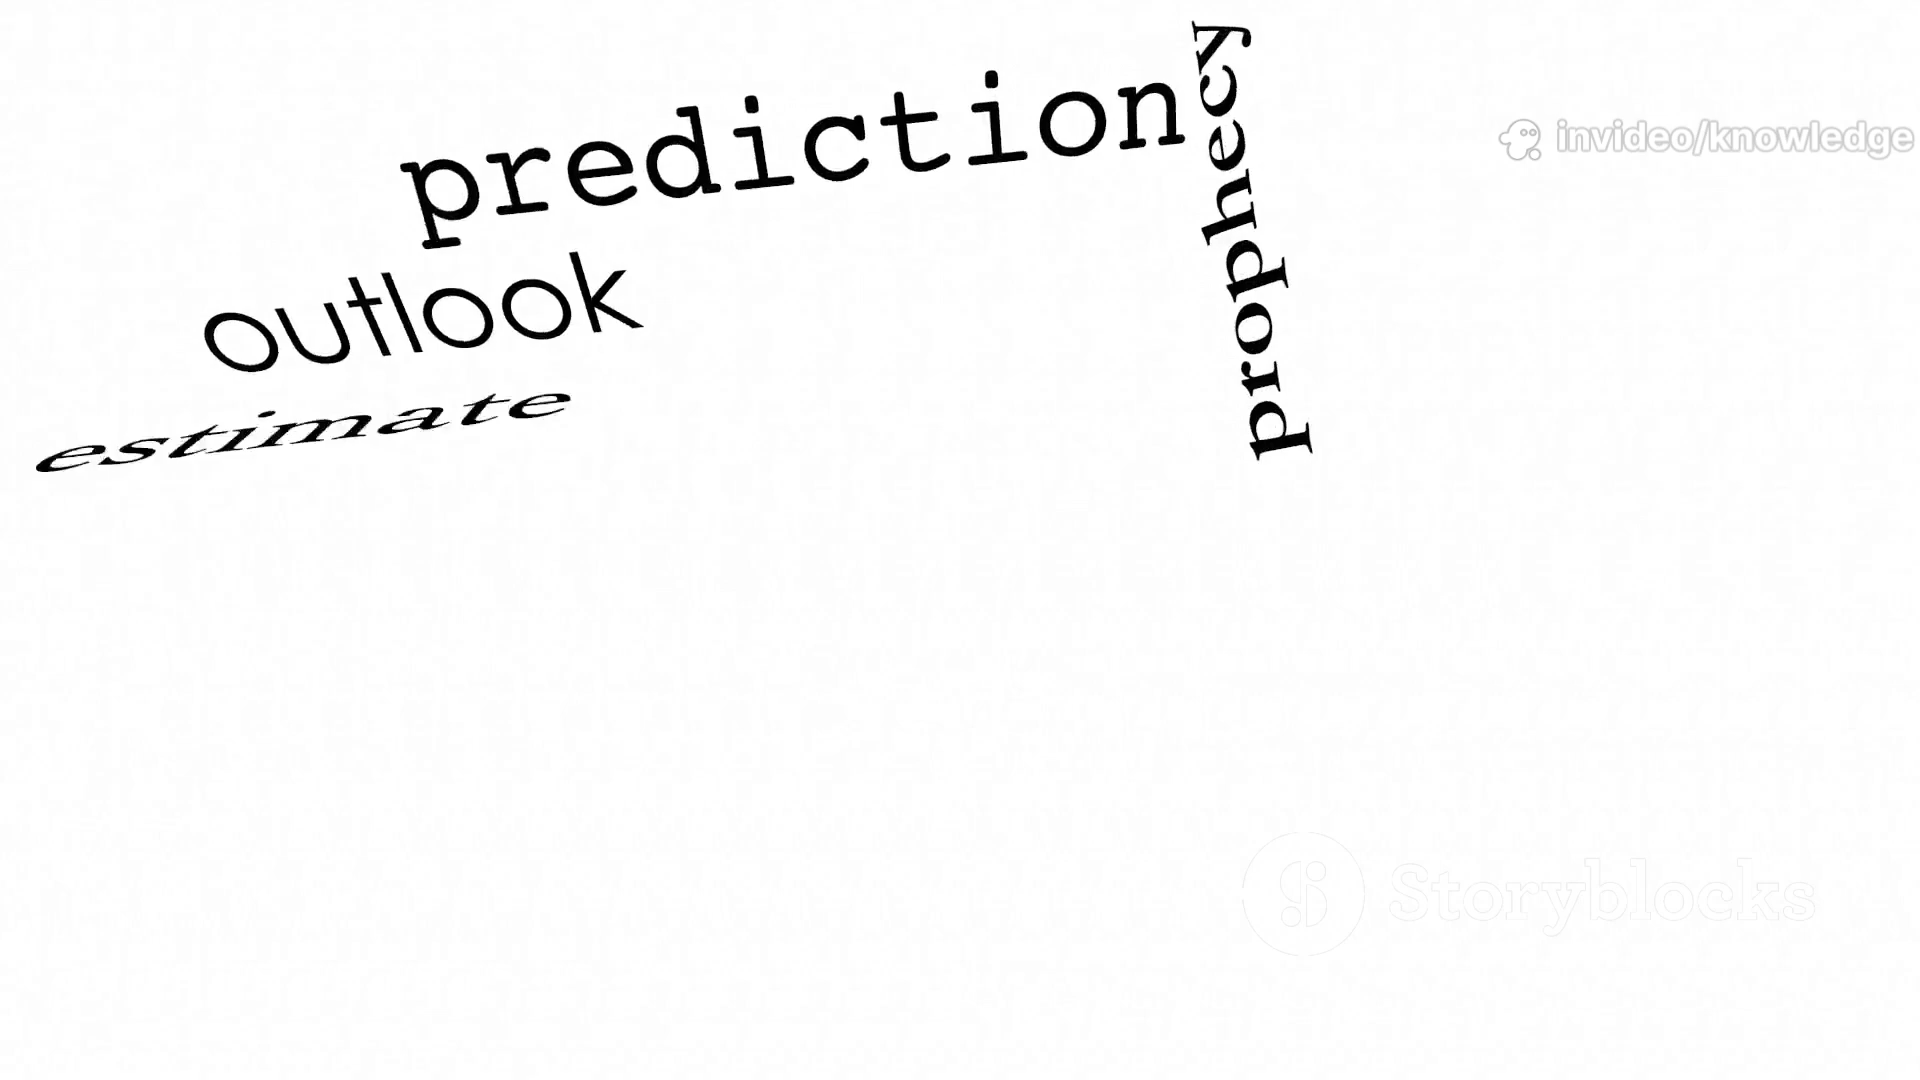 prediction
prophecy
invideo/knowledge
outlook
estimate
Storyblocks